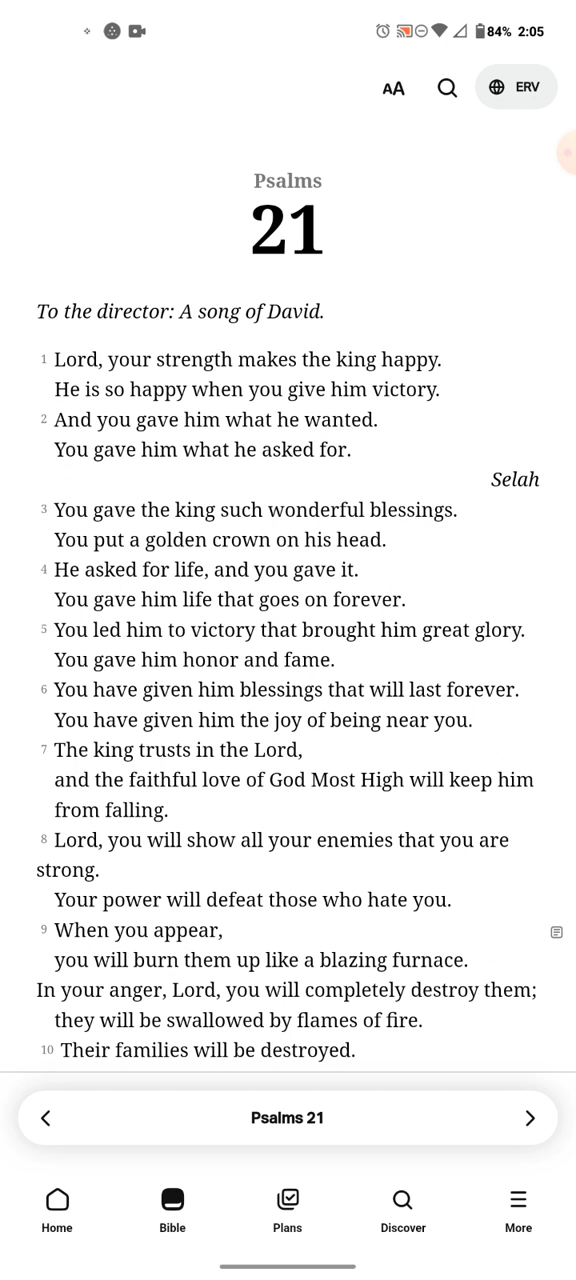 84% 2:05
AA
ERV
Psalms
21
To the director: A song of David.
1 Lord, your strength makes the king happy.
He is so happy when you give him victory.
2 And you gave him what he wanted.
You gave him what he asked for.
Selah
3 You gave the king such wonderful blessings.
You put a golden crown on his head.
4 He asked for life, and you gave it.
You gave him life that goes on forever.
5 You led him to victory that brought him great glory.
You gave him honor and fame.
6 You have given him blessings that will last forever.
You have given him the joy of being near you.
7 The king trusts in the Lord,
and the faithful love of God Most High will keep him
from falling.
8 Lord, you will show all your enemies that you are
strong.
Your power will defeat those who hate you.
9 When you appear,
you will burn them up like a blazing furnace.
In your anger, Lord, you will completely destroy them;
they will be swallowed by flames of fire.
10 Their families will be destroyed.
Psalms 21
Home Bible Plans Discover More